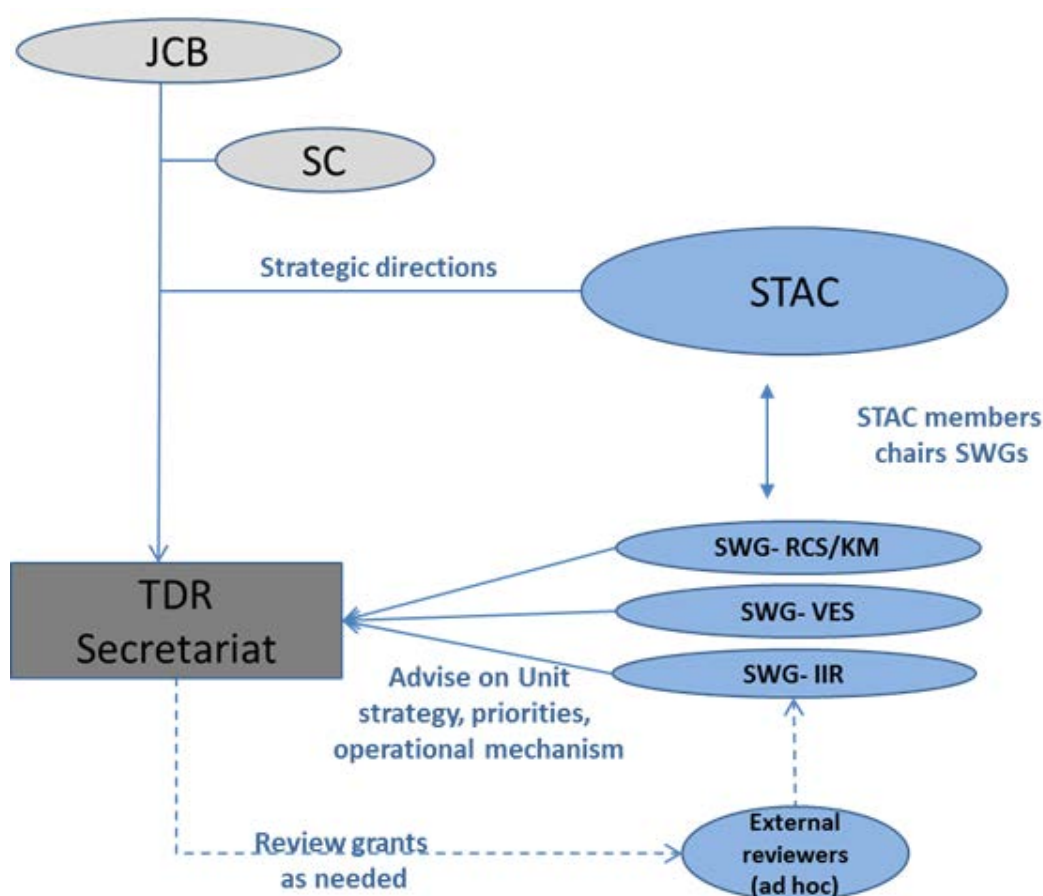 JCB
SC
Strategic directions
STAC
STAC members
chairs SWGs
SWG- RCS/KM
TDR
Secretariat
SWG- VES
SWG- IIR
Advise on Unit
strategy, priorities,
operational mechanism
Review grants
as needed
External
reviewers
(ad hoc)